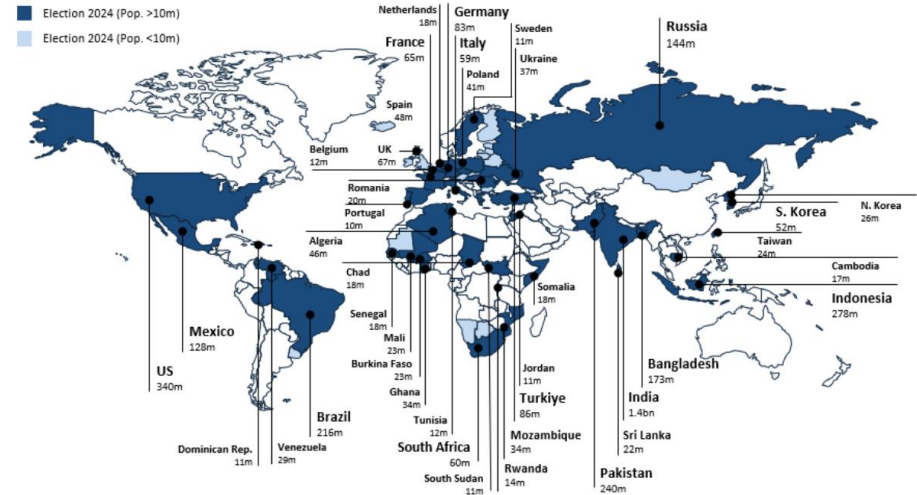 Election 2024 (Pop. >10m)
Election 2024 (Pop. <10m)
Netherlands
18m
Germany
83m
Sweden
11m
Russia
144m
France
65m
Italy
59m
Ukraine
37m
Poland
41m
Spain
48m
Belgium
12m
UK
67m
Romania
20m
Portugal
10m
Algeria
46m
Chad
18m
Senegal
18m
Mali
23m
Burkina Faso
23m
Ghana
34m
Tunisia
12m
South Africa
60m
South Sudan
11m
Rwanda
14m
Mozambique
34m
Turkiye
86m
Jordan
11m
Somalia
18m
N. Korea
26m
S. Korea
52m
Taiwan
24m
Cambodia
17m
Indonesia
278m
Bangladesh
173m
India
1.4bn
Sri Lanka
22m
Pakistan
240m
Mexico
128m
US
340m
Brazil
216m
Dominican Rep.
11m
Venezuela
29m